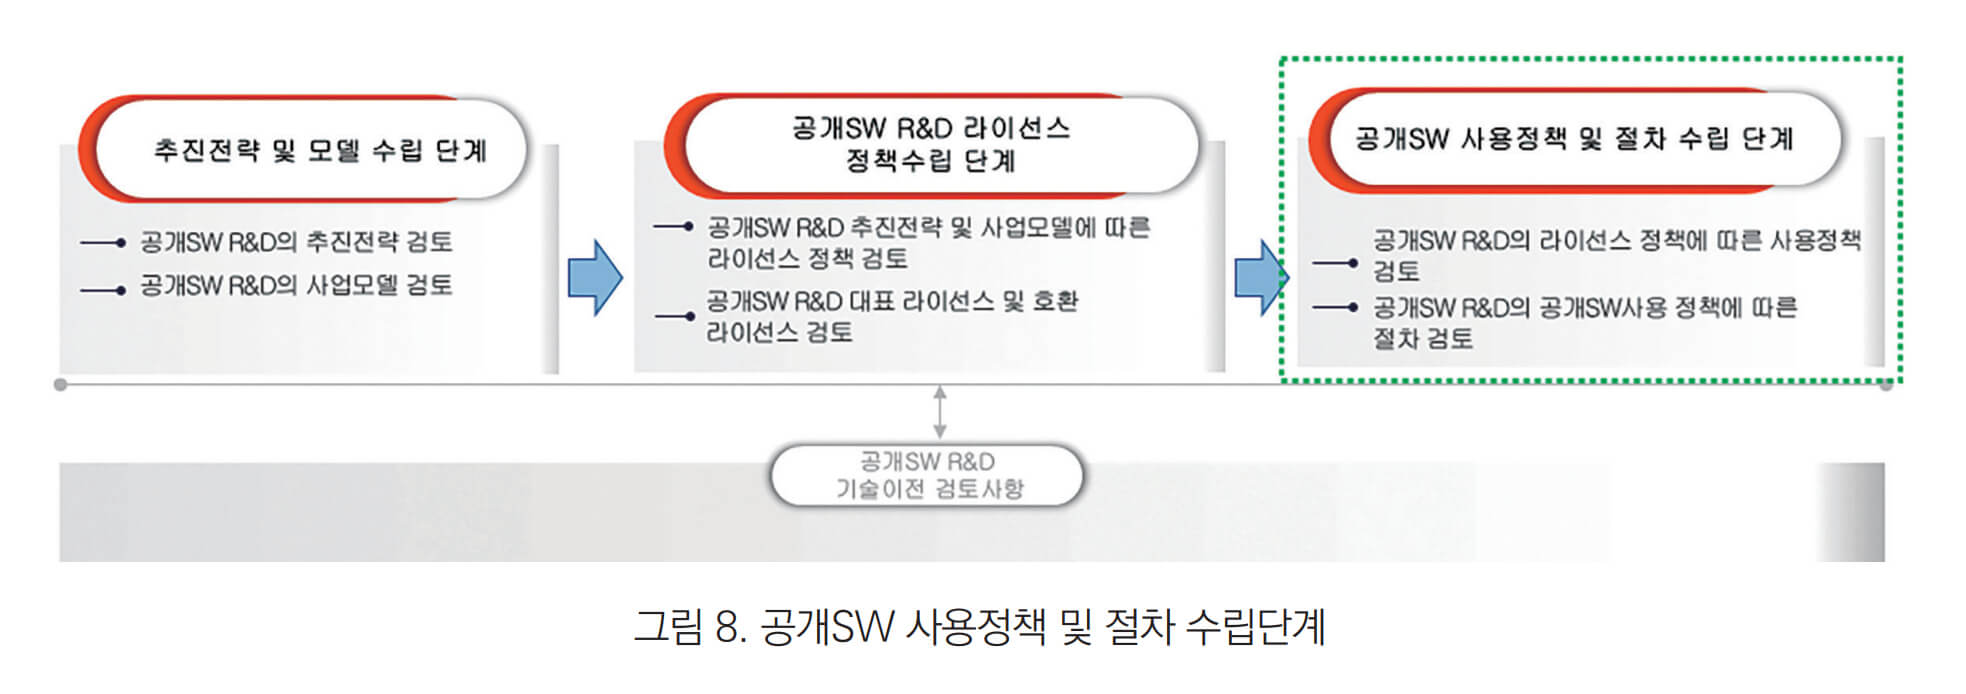 추진전략 및 모델 수립 단계
공개SW R&D의 추진전략 검토
공개SW R&D의 사업모델 검토
공개SW R&D 라이선스
정책수립 단계
공개SW R&D 추진전략 및 사업모델에 따른
라이선스 정책 검토
공개SW R&D 대표 라이선스 및 호환
라이선스 검토
공개SW 사용정책 및 절차 수립 단계
공개SW R&D의 라이선스 정책에 따른 사용정책
검토
공개SW R&D의 공개SW사용 정책에 따른
절차 검토
공개SW R&D
기술이전 검토사항
그림 8. 공개SW 사용정책 및 절차 수립단계